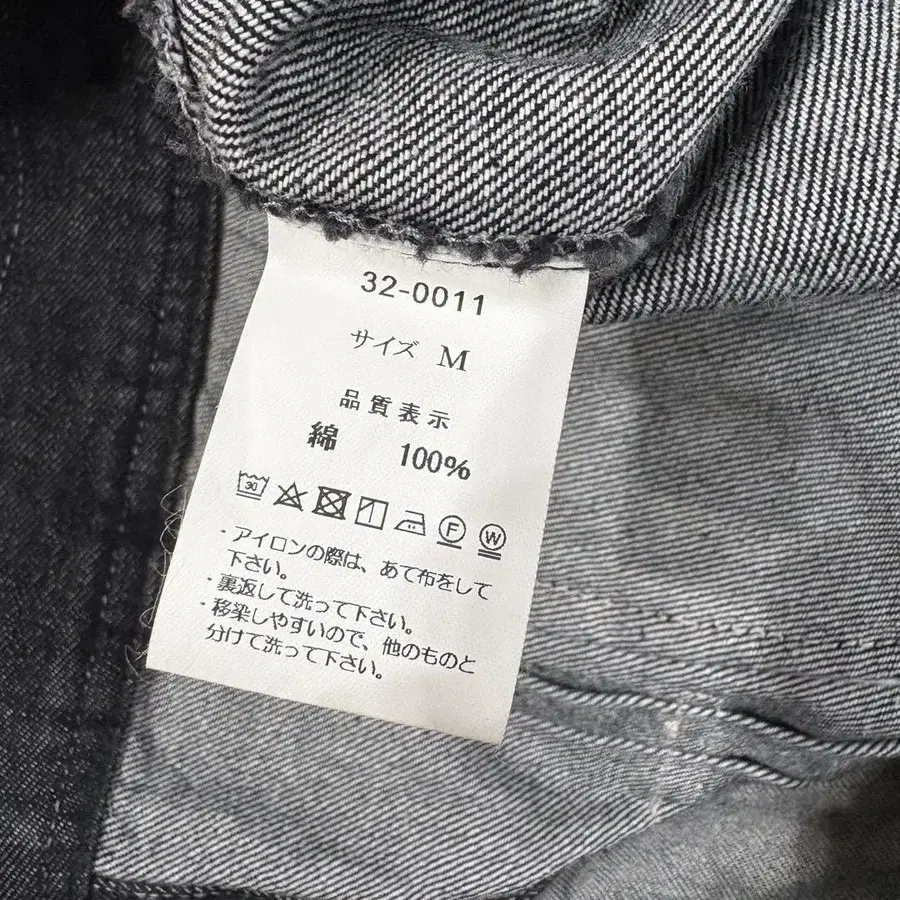 32-0011
サイズ M
品質表示
綿 100%
30 F W
・アイロンの際は、あて布をして
下さい。
・裏返して洗って下さい。
・移染しやすいので、他のものと
分けて洗って下さい。